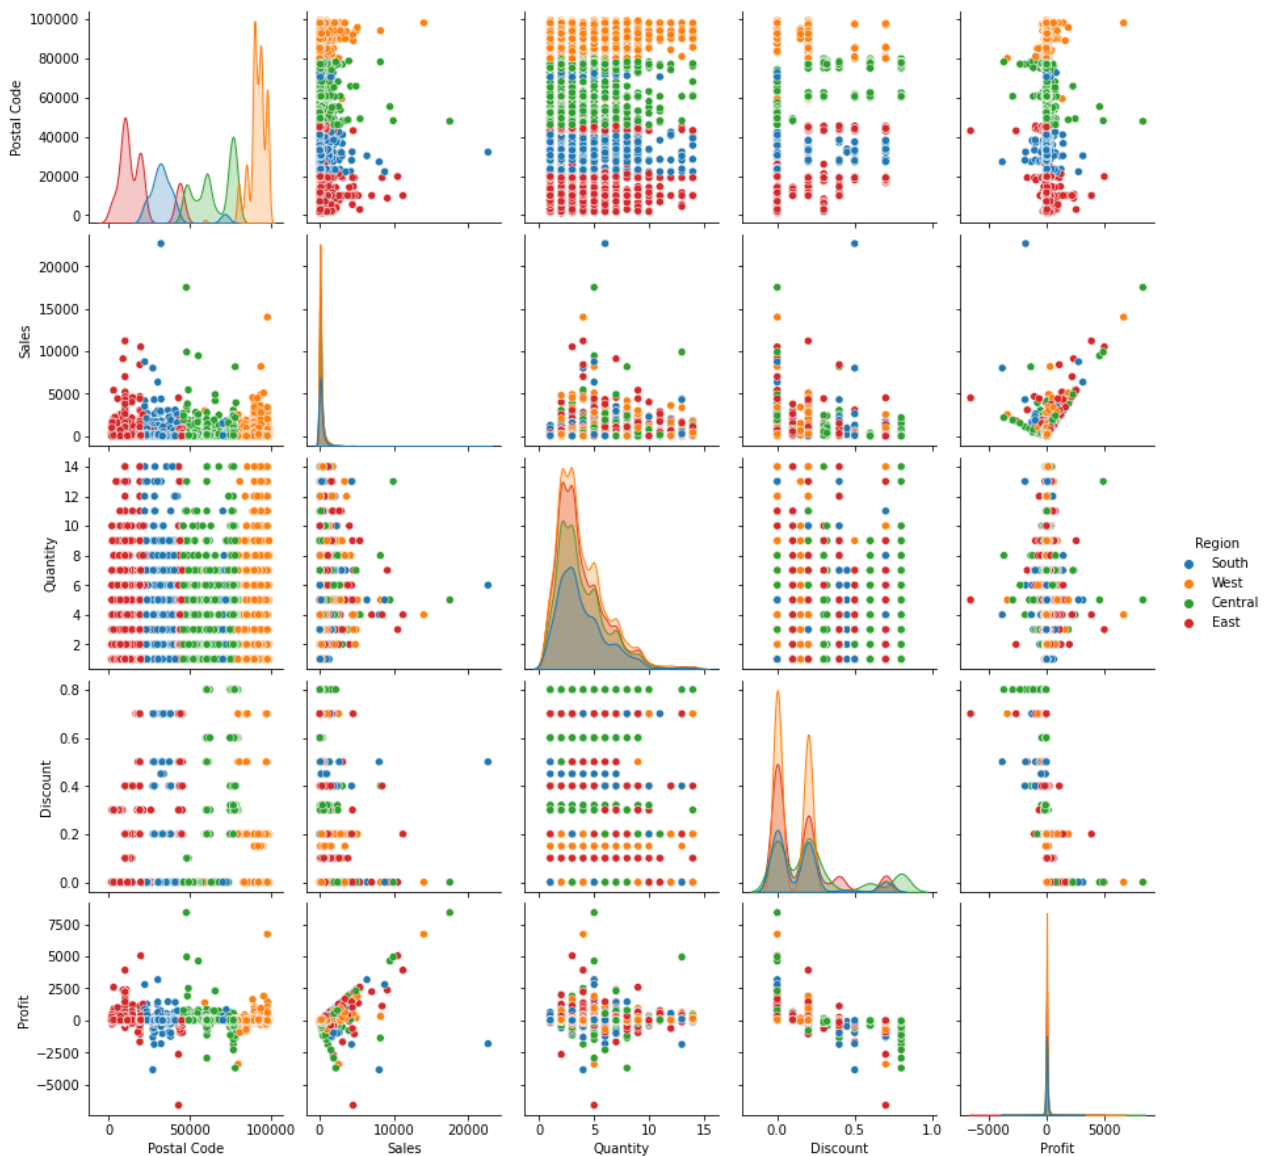 100000
80000
60000
40000
20000
0
Postal Code
20000
15000
10000
5000
0
Sales
14
12
10
8
6
4
2
Quantity
Region
South
West
Central
East
0.8
0.6
0.4
0.2
0.0
Discount
7500
5000
2500
0
−2500
−5000
Profit
0 50000 100000
Postal Code
0 10000 20000
Sales
0 5 10 15
Quantity
0.0 0.5 1.0
Discount
−5000 0 5000
Profit